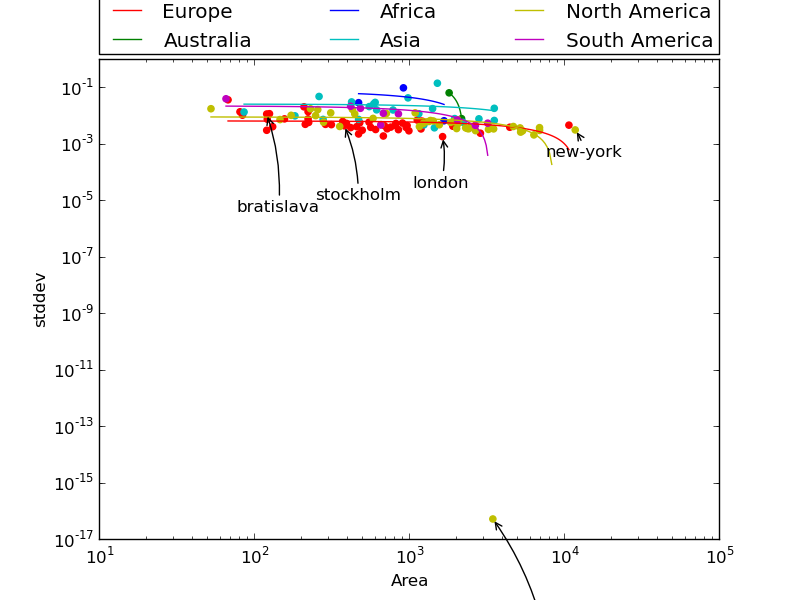 Europe Africa North America
Australia Asia South America
10^-1
10^-3
10^-5
10^-7
10^-9
10^-11
10^-13
10^-15
10^-17
stddev
new-york
london
stockholm
bratislava
10^1 10^2 10^3 10^4 10^5
Area